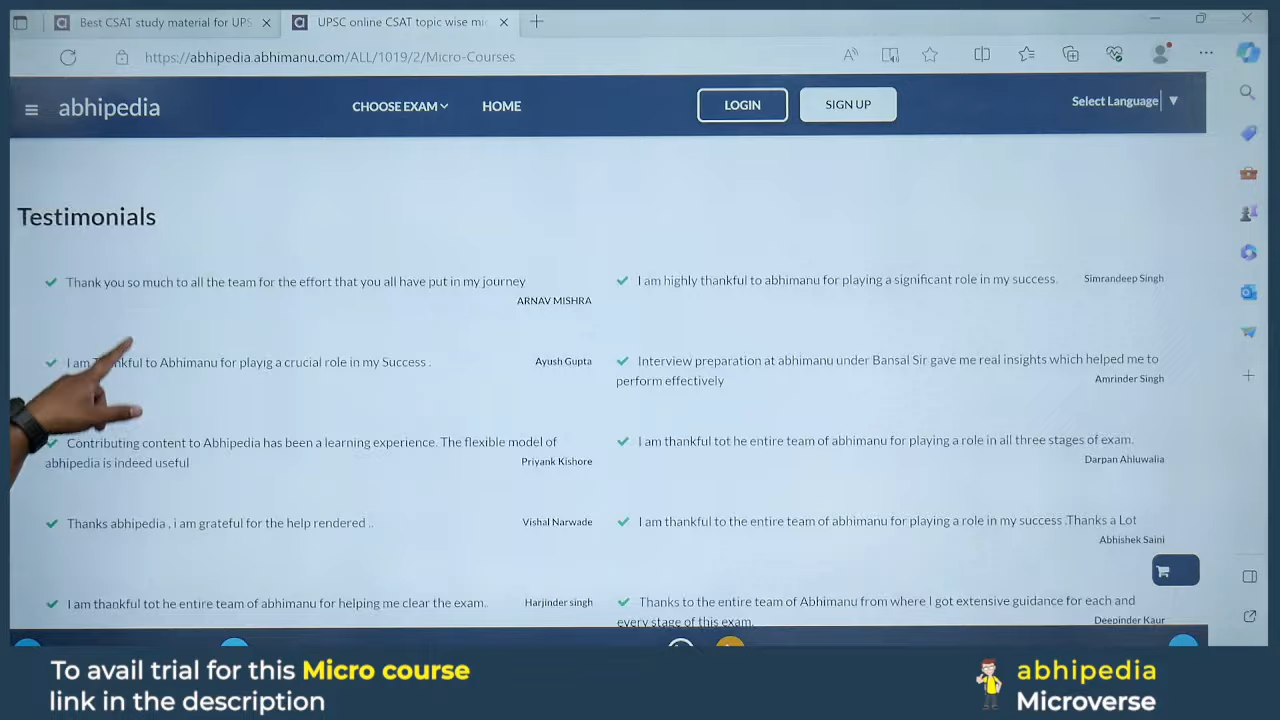 Best CSAT study material for UPS
UPSC online CSAT topic wise mi
https://abhipedia.abhimanu.com/ALL/1019/2/Micro-Courses
abhipedia
CHOOSE EXAM
HOME
LOGIN
SIGN UP
Select Language
Testimonials
Thank you so much to all the team for the effort that you all have put in my journey
ARNAV MISHRA
I am highly thankful to abhimanu for playing a significant role in my success.
Simrandeep Singh
I am Thankful to Abhimanu for playig a crucial role in my Success .
Ayush Gupta
Interview preparation at abhimanu under Bansal Sir gave me real insights which helped me to
perform effectively
Amrinder Singh
Contributing content to Abhipedia has been a learning experience. The flexible model of
abhipedia is indeed useful
Priyank Kishore
I am thankful tot he entire team of abhimanu for playing a role in all three stages of exam.
Darpan Ahluwalia
Thanks abhipedia , i am grateful for the help rendered ..
Vishal Narwade
I am thankful to the entire team of abhimanu for playing a role in my success .Thanks a Lot
Abhishek Saini
I am thankful tot he entire team of abhimanu for helping me clear the exam.
Harjinder singh
Thanks to the entire team of Abhimanu from where I got extensive guidance for each and
every stage of this exam.
Deepinder Kaur
To avail trial for this Micro course
link in the description
abhipedia
Microverse